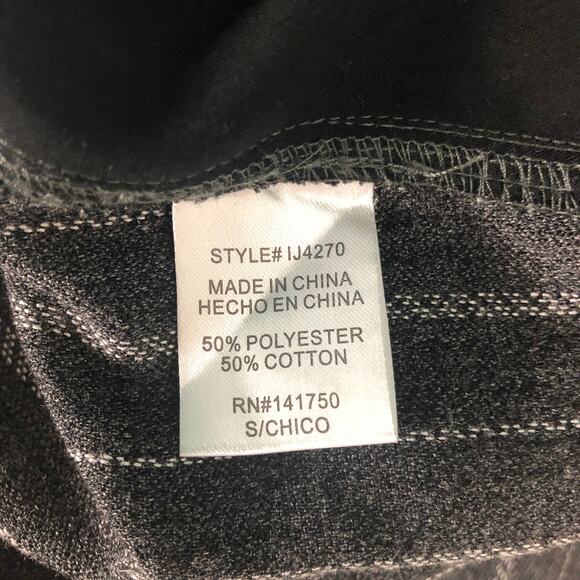 STYLE# IJ4270
MADE IN CHINA
HECHO EN CHINA
50% POLYESTER
50% COTTON
RN#141750
S/CHICO